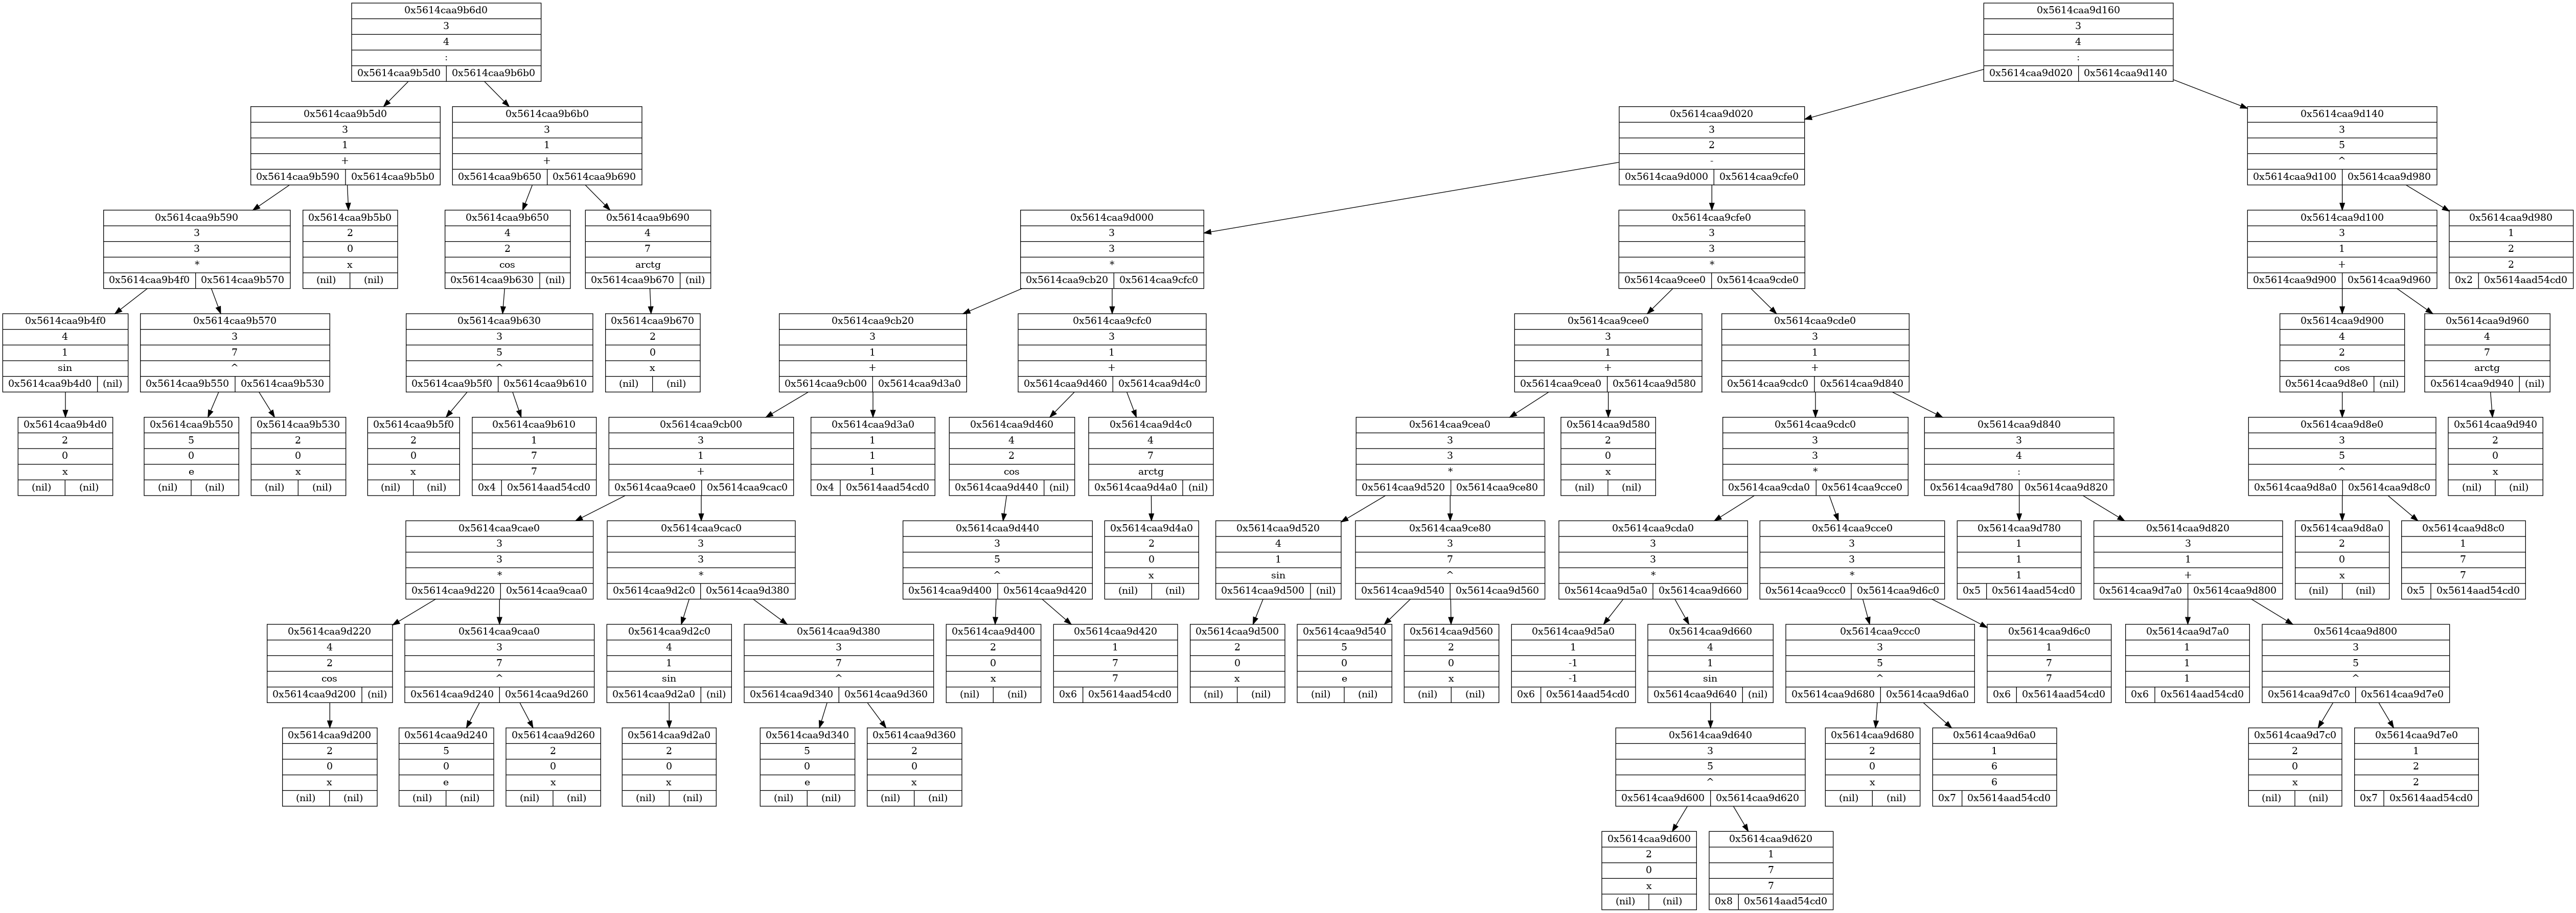 0x5614caa9b6d0
3
4
:
0x5614caa9b5d0 0x5614caa9b6b0
0x5614caa9d160
3
4
:
0x5614caa9d020 0x5614caa9d140
0x5614caa9b5d0
3
1
+
0x5614caa9b590 0x5614caa9b5b0
0x5614caa9b6b0
3
1
+
0x5614caa9b650 0x5614caa9b690
0x5614caa9d020
3
2
-
0x5614caa9d000 0x5614caa9cfe0
0x5614caa9d140
3
5
^
0x5614caa9d100 0x5614caa9d980
0x5614caa9b590
3
3
*
0x5614caa9b4f0 0x5614caa9b570
0x5614caa9b5b0
2
0
x
(nil) (nil)
0x5614caa9b650
4
2
cos
0x5614caa9b630 (nil)
0x5614caa9b690
4
7
arctg
0x5614caa9b670 (nil)
0x5614caa9d000
3
3
*
0x5614caa9cb20 0x5614caa9cfc0
0x5614caa9cfe0
3
3
*
0x5614caa9cee0 0x5614caa9cde0
0x5614caa9d100
3
1
+
0x5614caa9d900 0x5614caa9d960
0x5614caa9d980
1
2
2
0x2 0x5614aad54cd0
0x5614caa9b4f0
4
1
sin
0x5614caa9b4d0 (nil)
0x5614caa9b570
3
7
^
0x5614caa9b550 0x5614caa9b530
0x5614caa9b630
3
5
^
0x5614caa9b5f0 0x5614caa9b610
0x5614caa9b670
2
0
x
(nil) (nil)
0x5614caa9cb20
3
1
+
0x5614caa9cb00 0x5614caa9d3a0
0x5614caa9cfc0
3
1
+
0x5614caa9d460 0x5614caa9d4c0
0x5614caa9cee0
3
1
+
0x5614caa9cea0 0x5614caa9d580
0x5614caa9cde0
3
1
+
0x5614caa9cdc0 0x5614caa9d840
0x5614caa9d900
4
2
cos
0x5614caa9d8e0 (nil)
0x5614caa9d960
4
7
arctg
0x5614caa9d940 (nil)
0x5614caa9b4d0
2
0
x
(nil) (nil)
0x5614caa9b550
5
0
e
(nil) (nil)
0x5614caa9b530
2
0
x
(nil) (nil)
0x5614caa9b5f0
2
0
x
(nil) (nil)
0x5614caa9b610
1
7
7
0x4 0x5614aad54cd0
0x5614caa9cb00
3
1
+
0x5614caa9cae0 0x5614caa9cac0
0x5614caa9d3a0
1
1
1
0x4 0x5614aad54cd0
0x5614caa9d460
4
2
cos
0x5614caa9d440 (nil)
0x5614caa9d4c0
4
7
arctg
0x5614caa9d4a0 (nil)
0x5614caa9cea0
3
3
*
0x5614caa9d520 0x5614caa9ce80
0x5614caa9d580
2
0
x
(nil) (nil)
0x5614caa9cdc0
3
3
*
0x5614caa9cda0 0x5614caa9cce0
0x5614caa9d840
3
4
:
0x5614caa9d780 0x5614caa9d820
0x5614caa9d8e0
3
5
^
0x5614caa9d8a0 0x5614caa9d8c0
0x5614caa9d940
2
0
x
(nil) (nil)
0x5614caa9cae0
3
3
*
0x5614caa9d220 0x5614caa9caa0
0x5614caa9cac0
3
3
*
0x5614caa9d2c0 0x5614caa9d380
0x5614caa9d440
3
5
^
0x5614caa9d400 0x5614caa9d420
0x5614caa9d4a0
2
0
x
(nil) (nil)
0x5614caa9d520
4
1
sin
0x5614caa9d500 (nil)
0x5614caa9ce80
3
7
^
0x5614caa9d540 0x5614caa9d560
0x5614caa9cda0
3
3
*
0x5614caa9d5a0 0x5614caa9d660
0x5614caa9cce0
3
3
*
0x5614caa9ccc0 0x5614caa9d6c0
0x5614caa9d780
1
1
1
0x5 0x5614aad54cd0
0x5614caa9d820
3
1
+
0x5614caa9d7a0 0x5614caa9d800
0x5614caa9d8a0
2
0
x
(nil) (nil)
0x5614caa9d8c0
1
7
7
0x5 0x5614aad54cd0
0x5614caa9d220
4
2
cos
0x5614caa9d200 (nil)
0x5614caa9caa0
3
7
^
0x5614caa9d240 0x5614caa9d260
0x5614caa9d2c0
4
1
sin
0x5614caa9d2a0 (nil)
0x5614caa9d380
3
7
^
0x5614caa9d340 0x5614caa9d360
0x5614caa9d400
2
0
x
(nil) (nil)
0x5614caa9d420
1
7
7
0x6 0x5614aad54cd0
0x5614caa9d500
2
0
x
(nil) (nil)
0x5614caa9d540
5
0
e
(nil) (nil)
0x5614caa9d560
2
0
x
(nil) (nil)
0x5614caa9d5a0
1
-1
-1
0x6 0x5614aad54cd0
0x5614caa9d660
4
1
sin
0x5614caa9d640 (nil)
0x5614caa9ccc0
3
5
^
0x5614caa9d680 0x5614caa9d6a0
0x5614caa9d6c0
1
7
7
0x6 0x5614aad54cd0
0x5614caa9d7a0
1
1
1
0x6 0x5614aad54cd0
0x5614caa9d800
3
5
^
0x5614caa9d7c0 0x5614caa9d7e0
0x5614caa9d200
2
0
x
(nil) (nil)
0x5614caa9d240
5
0
e
(nil) (nil)
0x5614caa9d260
2
0
x
(nil) (nil)
0x5614caa9d2a0
2
0
x
(nil) (nil)
0x5614caa9d340
5
0
e
(nil) (nil)
0x5614caa9d360
2
0
x
(nil) (nil)
0x5614caa9d640
3
5
^
0x5614caa9d600 0x5614caa9d620
0x5614caa9d680
2
0
x
(nil) (nil)
0x5614caa9d6a0
1
6
6
0x7 0x5614aad54cd0
0x5614caa9d7c0
2
0
x
(nil) (nil)
0x5614caa9d7e0
1
2
2
0x7 0x5614aad54cd0
0x5614caa9d600
2
0
x
(nil) (nil)
0x5614caa9d620
1
7
7
0x8 0x5614aad54cd0